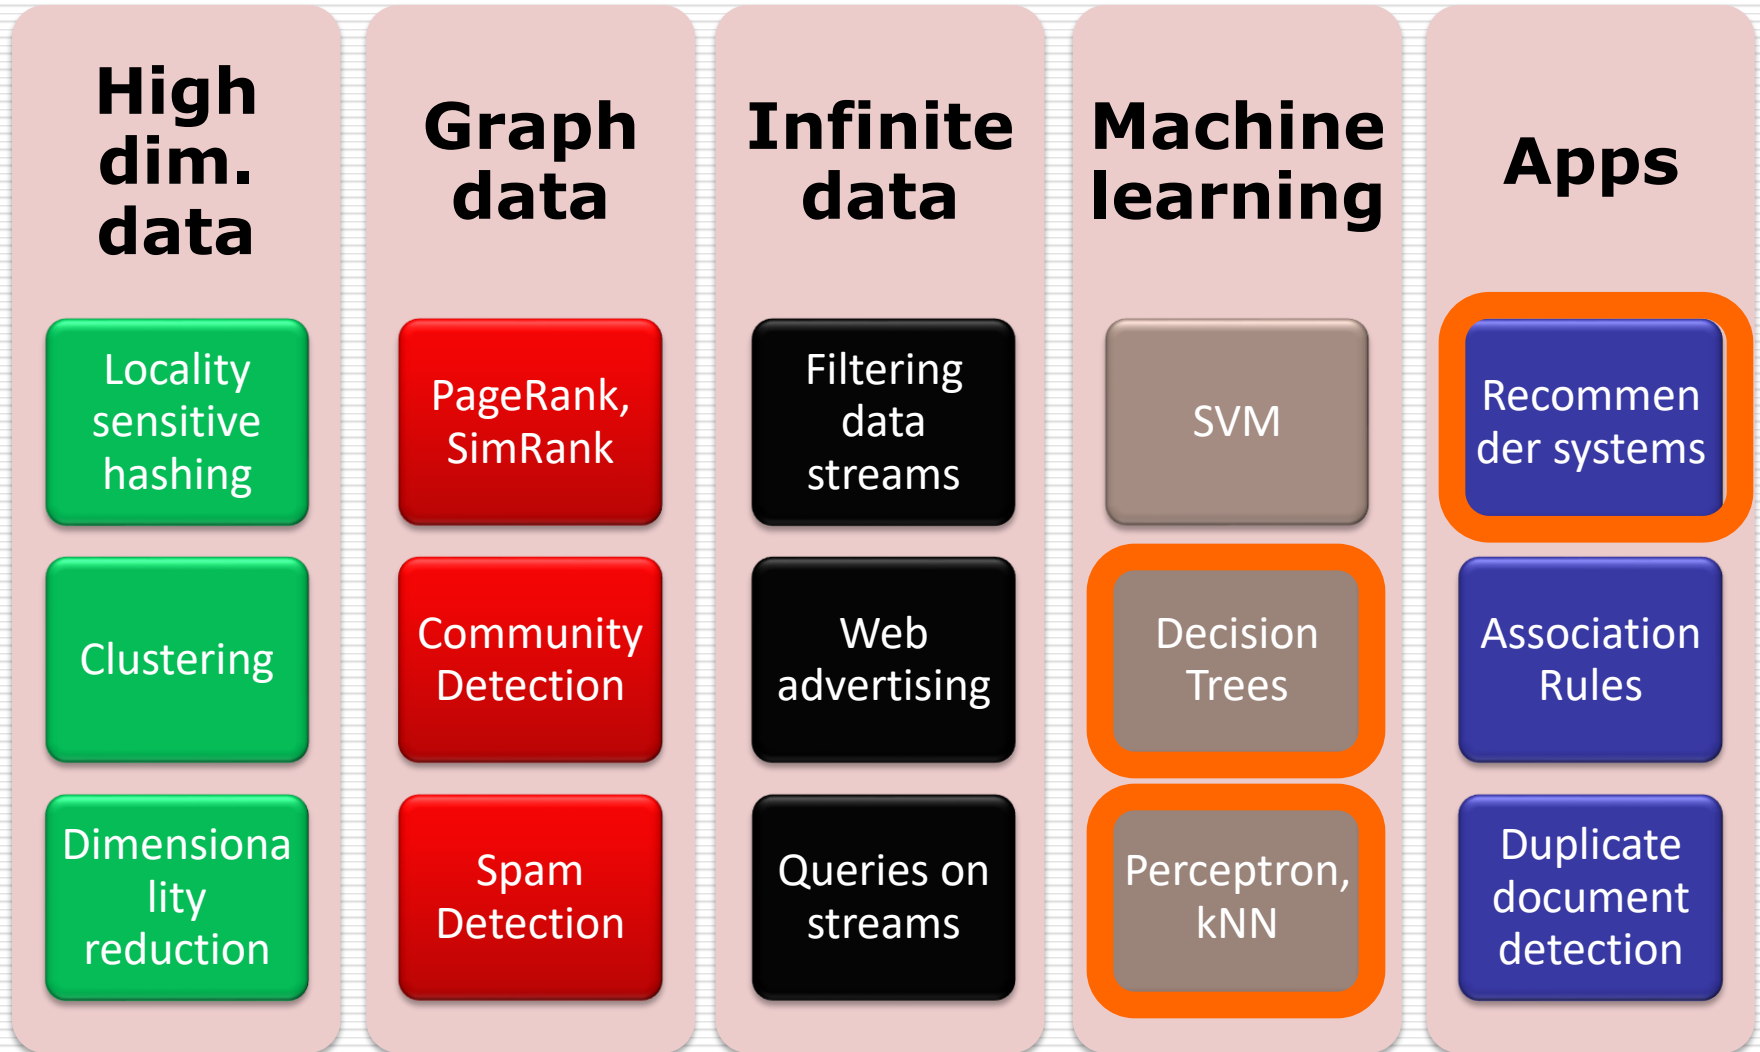 High
dim.
data
Locality
sensitive
hashing
Clustering
Dimensiona
lity
reduction
Graph
data
PageRank,
SimRank
Community
Detection
Spam
Detection
Infinite
data
Filtering
data
streams
Web
advertising
Queries on
streams
Machine
learning
SVM
Decision
Trees
Perceptron,
kNN
Apps
Recommen
der systems
Association
Rules
Duplicate
document
detection